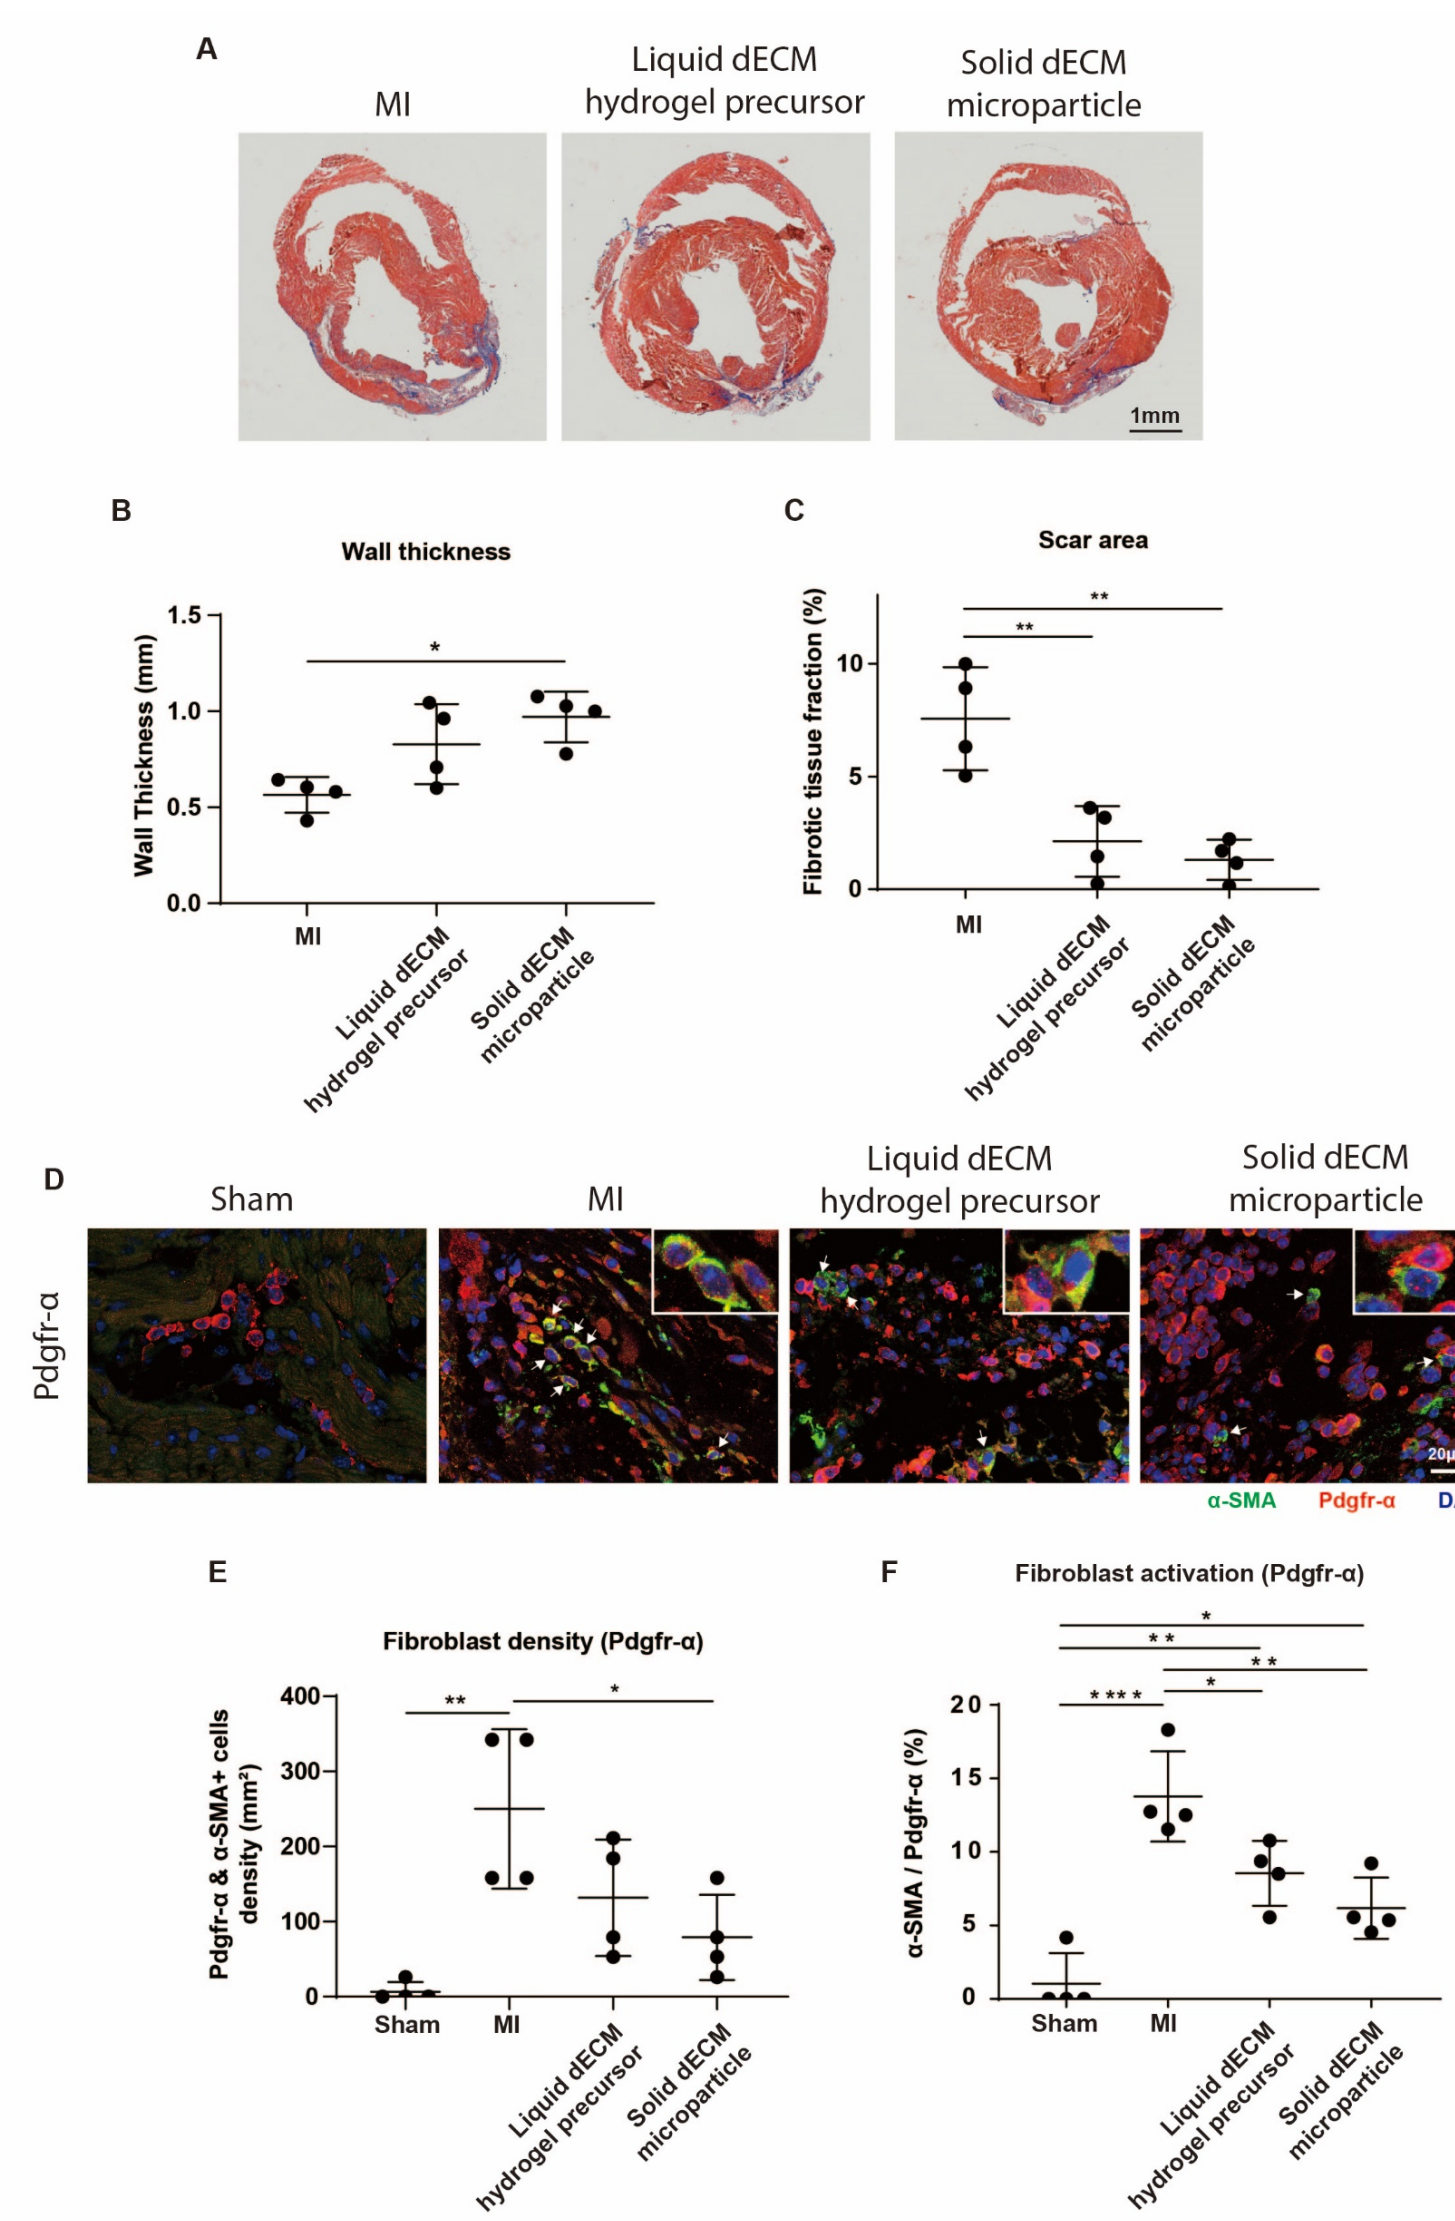 A
MI
Liquid dECM
hydrogel precursor
Solid dECM
microparticle
1mm
B
Wall thickness
Wall Thickness (mm)
1.5
1.0
0.5
0.0
*
MI
Liquid dECM
hydrogel precursor
Solid dECM
microparticle
C
Scar area
Fibrotic tissue fraction (%)
10
5
0
**
**
MI
Liquid dECM
hydrogel precursor
Solid dECM
microparticle
D
Sham
MI
Liquid dECM
hydrogel precursor
Solid dECM
microparticle
Pdgfr-α
20μ
α-SMA Pdgfr-α D
E
Fibroblast density (Pdgfr-α)
Pdgfr-α & α-SMA+ cells
density (mm²)
400
300
200
100
0
**
*
Sham
MI
Liquid dECM
hydrogel precursor
Solid dECM
microparticle
F
Fibroblast activation (Pdgfr-α)
α-SMA / Pdgfr-α (%)
20
15
10
5
0
*
**
**
*
****
Sham
MI
Liquid dECM
hydrogel precursor
Solid dECM
microparticle